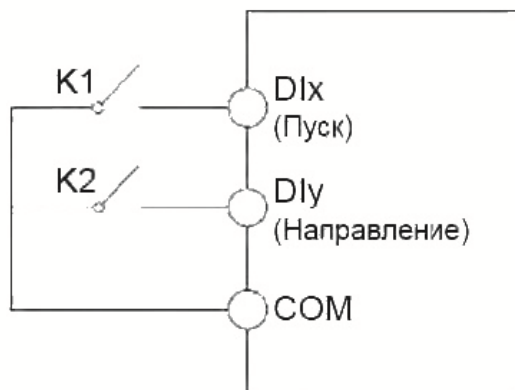 K1
DIx
(Пуск)
K2
DIy
(Направление)
COM